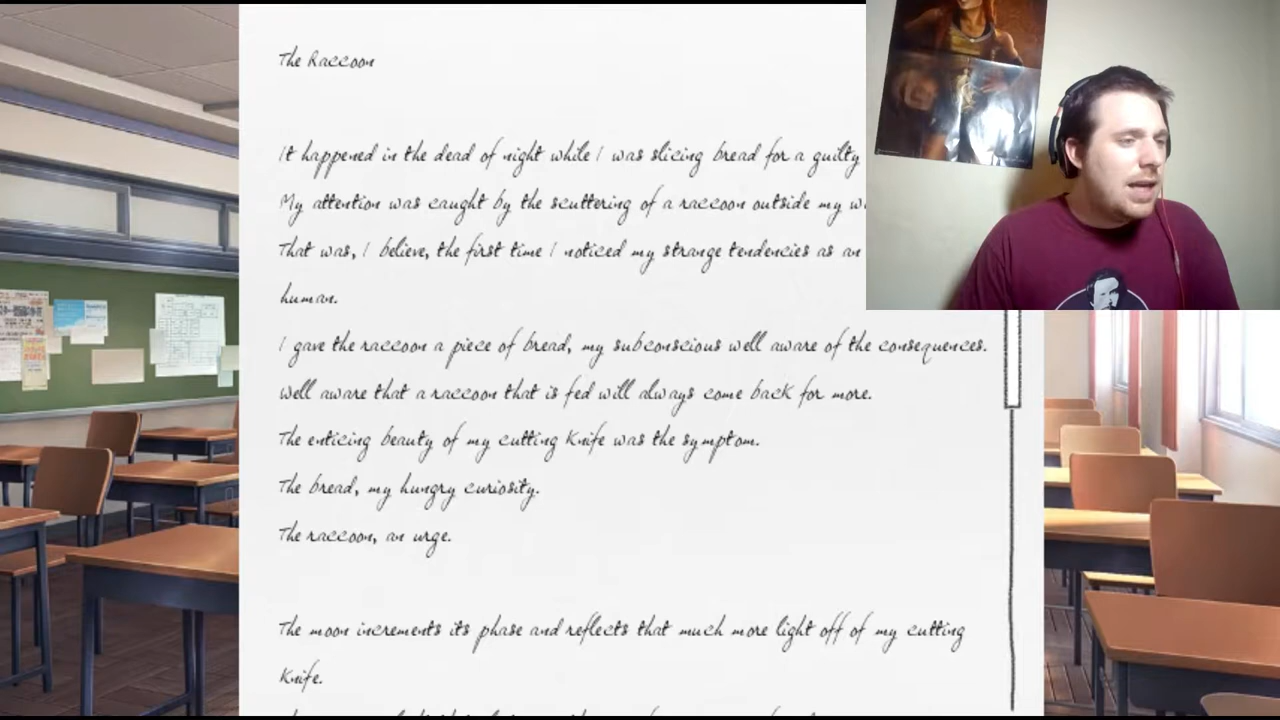 The Raccoon
It happened in the dead of night while I was slicing bread for a guilty
My attention was caught by the scuttering of a raccoon outside my
That was, I believe, the first time I noticed my strange tendencies as an
human.
I gave the raccoon a piece of bread, my subconscious well aware of the consequences.
Well aware that a raccoon that is fed will always come back for more.
The enticing beauty of my cutting knife was the symptom.
The bread, my hungry curiosity.
The raccoon, an urge.
The moon increments its phase and reflects that much more light off of my cutting
knife.